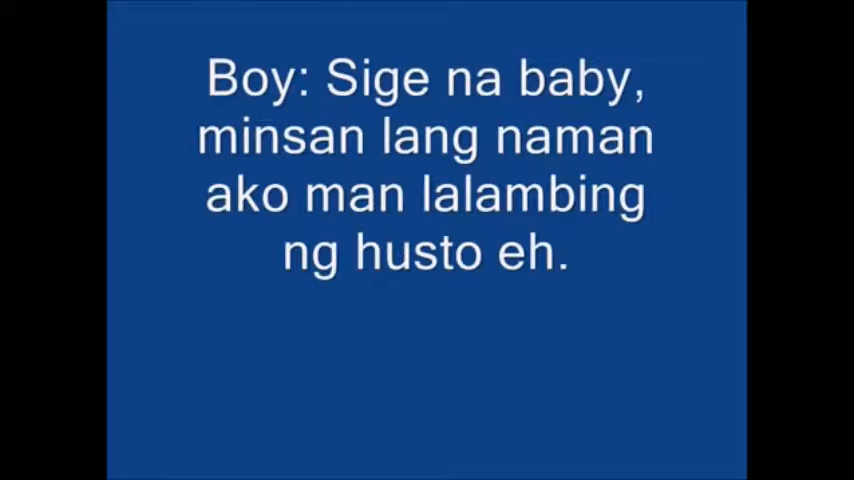 Boy: Sige na baby,
minsan lang naman
ako man lalambing
ng husto eh.